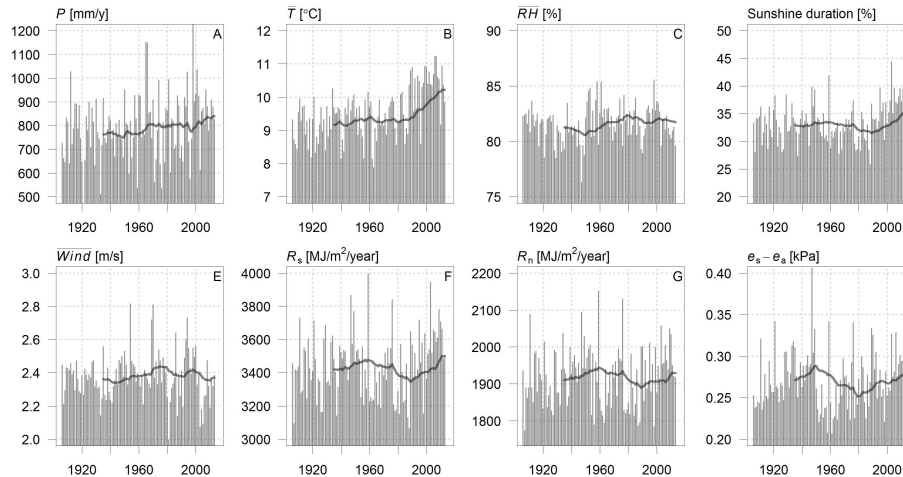 P [mm/y]
A
1200
1100
1000
900
800
700
600
500
1920 1960 2000
T̅ [°C]
B
12
11
10
9
8
7
1920 1960 2000
R̅H̅ [%]
C
90
85
80
75
1920 1960 2000
Sunshine duration [%]
50
45
40
35
30
25
20
1920 1960 2000
W̅i̅n̅d̅ [m/s]
E
3.0
2.8
2.6
2.4
2.2
2.0
1920 1960 2000
Rs [MJ/m²/year]
F
4000
3800
3600
3400
3200
3000
1920 1960 2000
Rn [MJ/m²/year]
G
2200
2100
2000
1900
1800
1920 1960 2000
es – ea [kPa]
0.40
0.35
0.30
0.25
0.20
1920 1960 2000